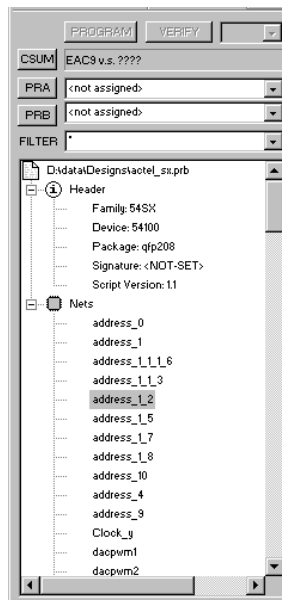 PROGRAM VERIFY
CSUM EAC9 v.s. ????
PRA <not assigned>
PRB <not assigned>
FILTER *
D:\data\Designs\actel_sx.prb
Header
Family: 54SX
Device: 54100
Package: qfp208
Signature: <NOT-SET>
Script Version: 1.1
Nets
address_0
address_1
address_1_1_1_6
address_1_1_3
address_1_2
address_1_5
address_1_7
address_1_8
address_10
address_4
address_9
Clock_y
dacpwm1
dacpwm2